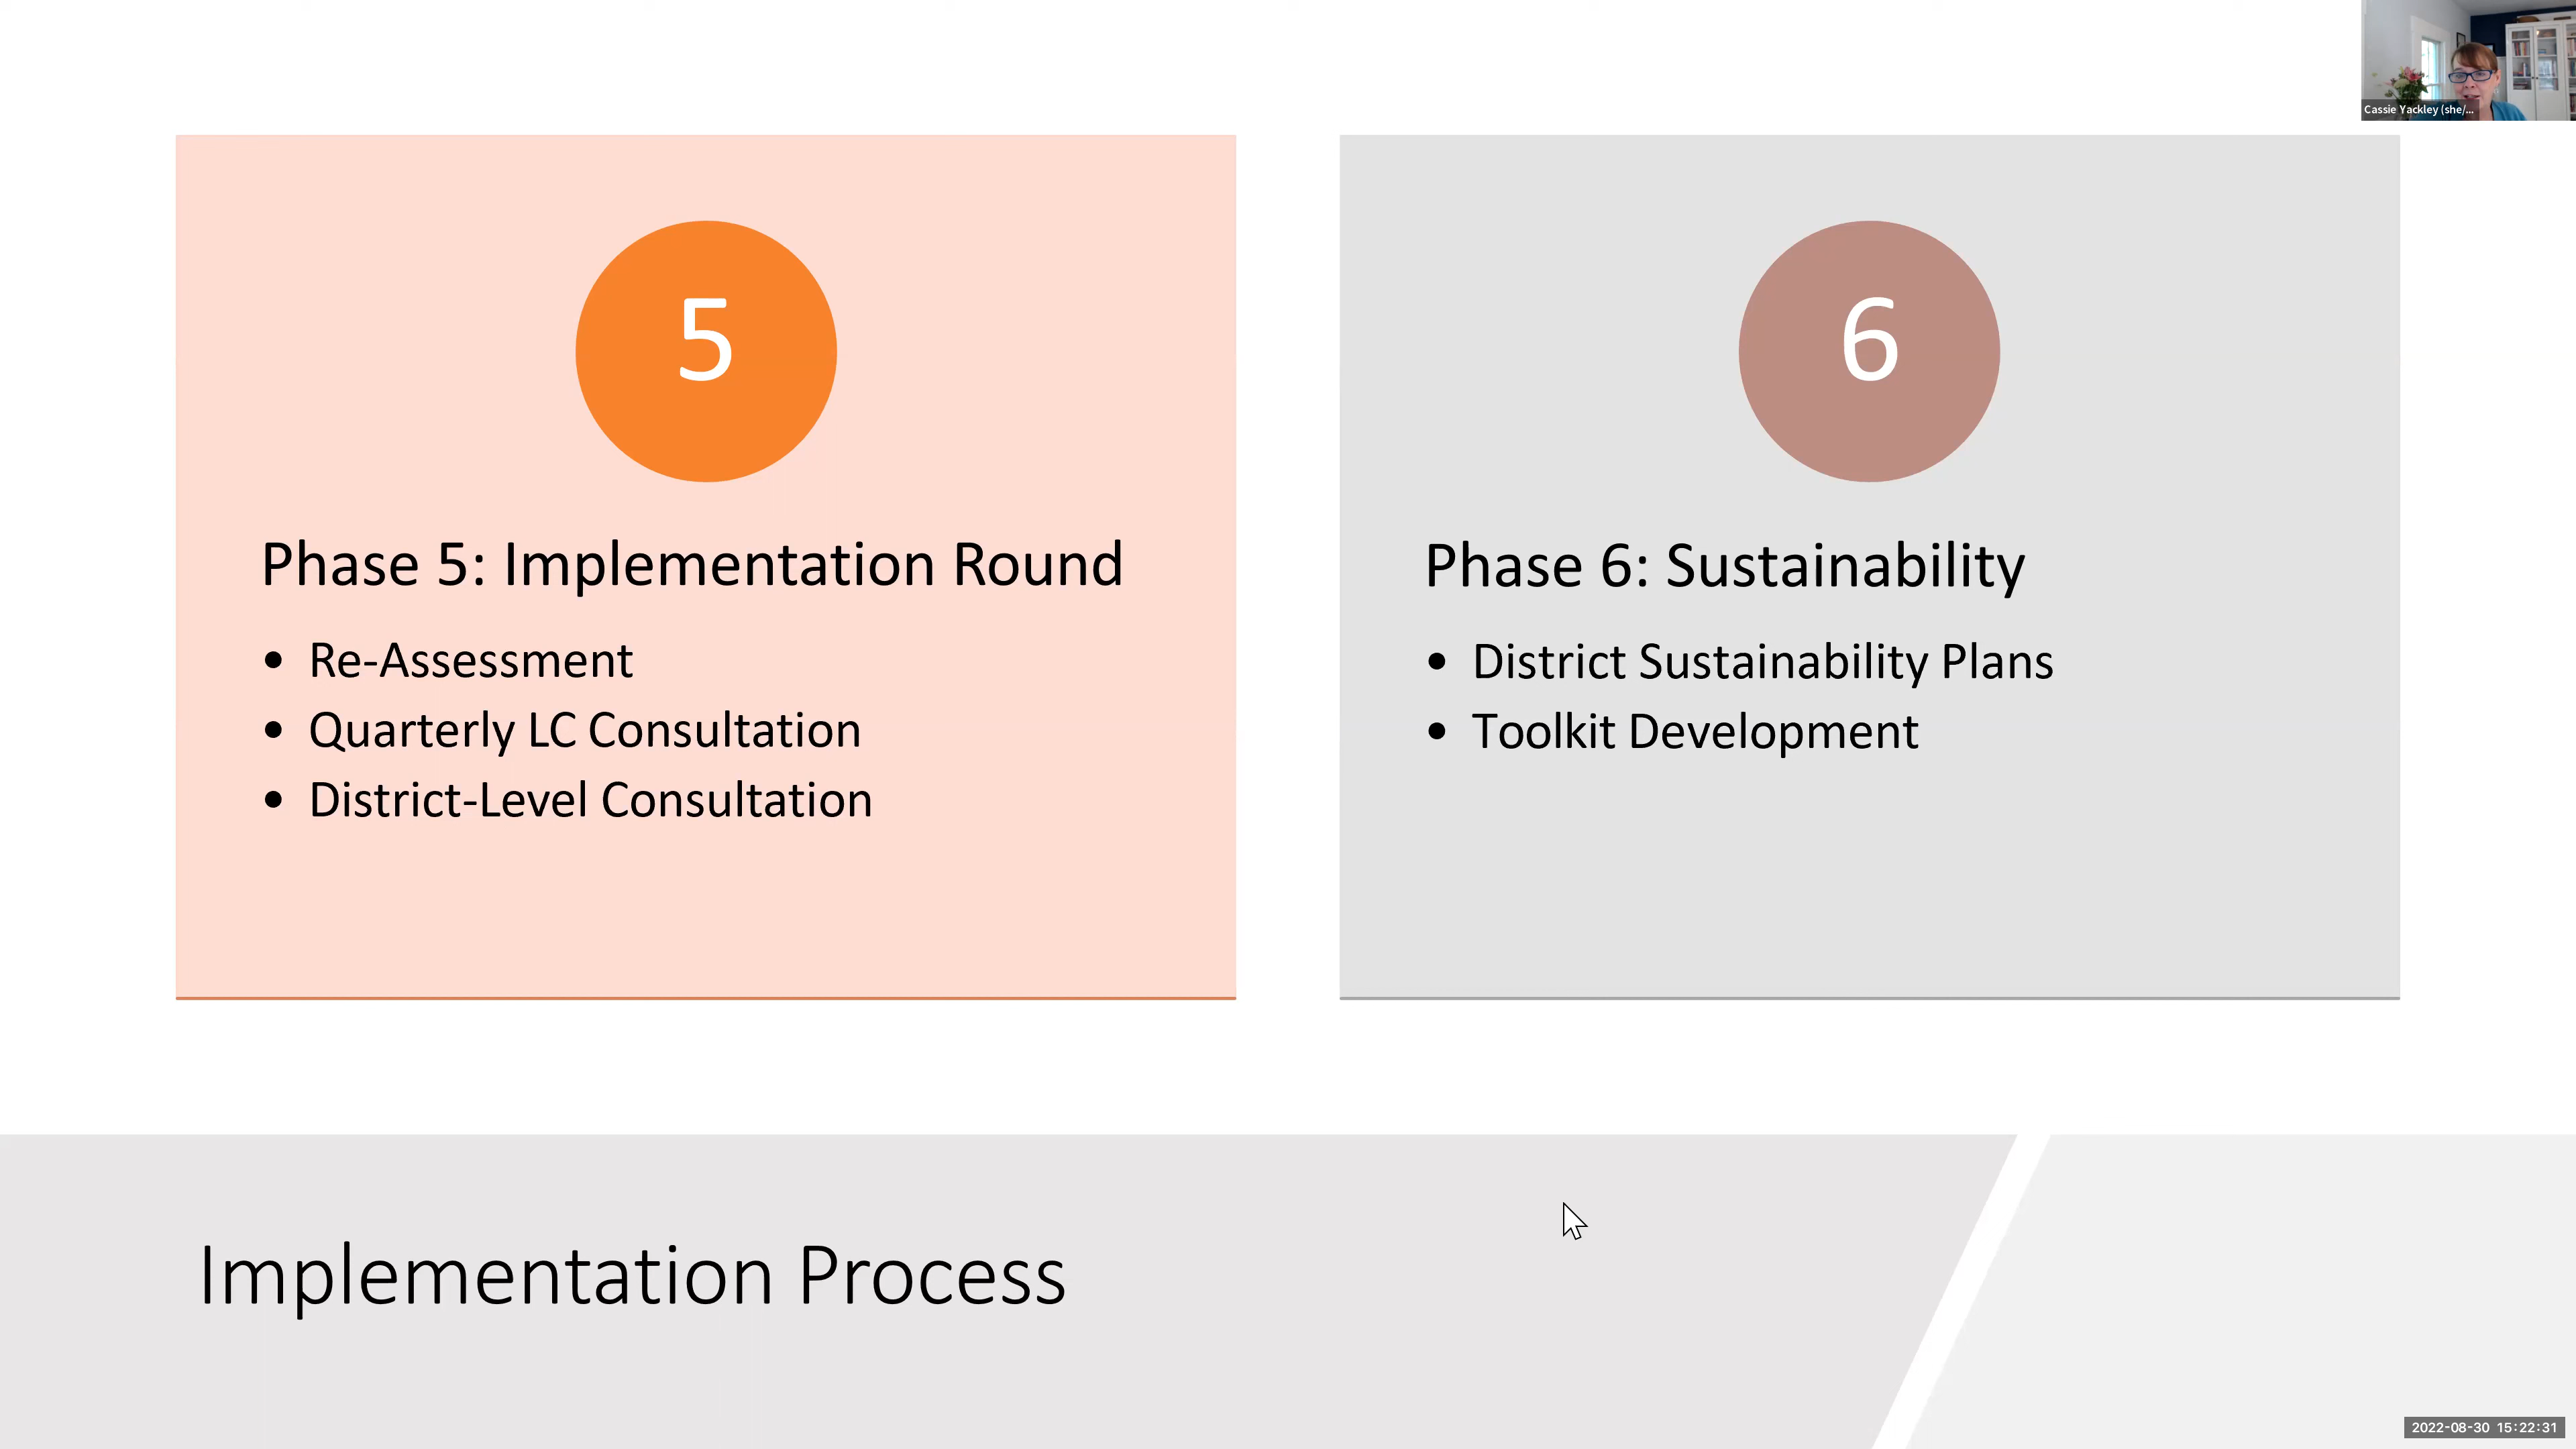 Cassie Yackley (she/...
5
Phase 5: Implementation Round
• Re-Assessment
• Quarterly LC Consultation
• District-Level Consultation
6
Phase 6: Sustainability
• District Sustainability Plans
• Toolkit Development
Implementation Process
2022-08-30 15:22:31